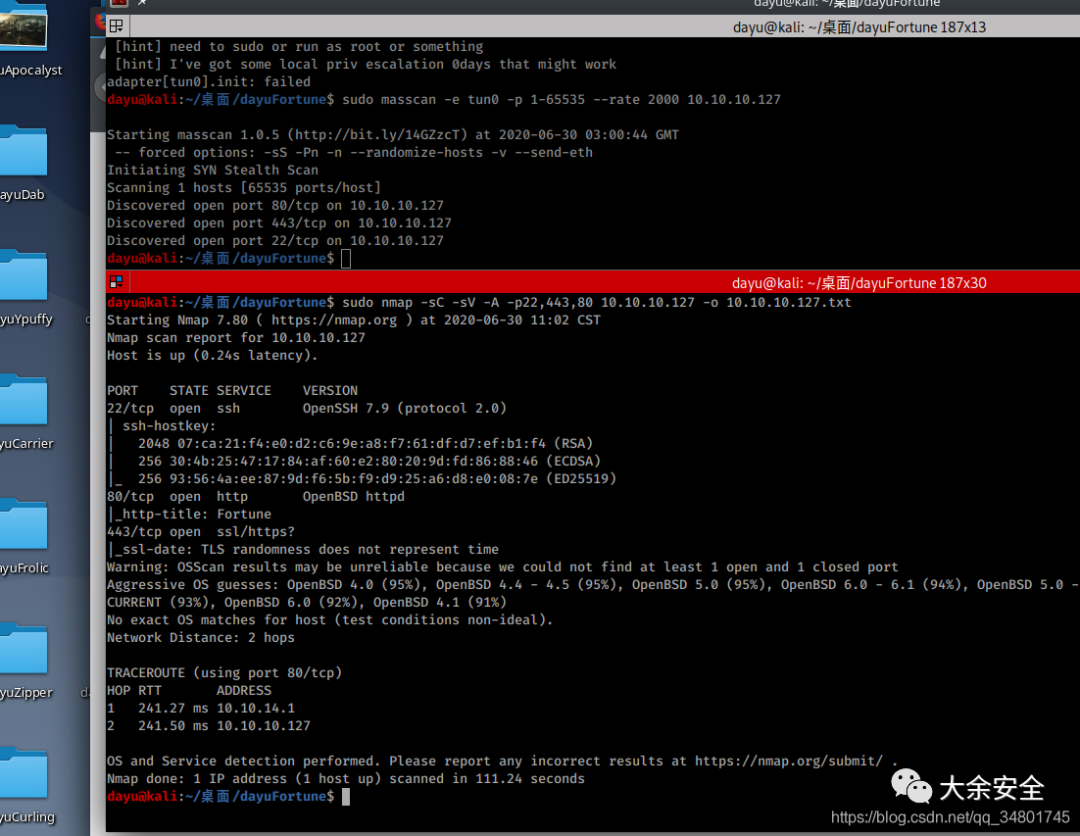 dayu@kali: ~/桌面/dayuFortune
dayu@kali: ~/桌面/dayuFortune 187x13
[hint] need to sudo or run as root or something
[hint] I've got some local priv escalation 0days that might work
adapter[tun0].init: failed
dayu@kali:~/桌面/dayuFortune$ sudo masscan -e tun0 -p 1-65535 --rate 2000 10.10.10.127
Starting masscan 1.0.5 (http://bit.ly/14GZzcT) at 2020-06-30 03:00:44 GMT
-- forced options: -sS -Pn -n --randomize-hosts -v --send-eth
Initiating SYN Stealth Scan
Scanning 1 hosts [65535 ports/host]
Discovered open port 80/tcp on 10.10.10.127
Discovered open port 443/tcp on 10.10.10.127
Discovered open port 22/tcp on 10.10.10.127
dayu@kali:~/桌面/dayuFortune$
dayu@kali: ~/桌面/dayuFortune 187x30
dayu@kali:~/桌面/dayuFortune$ sudo nmap -sC -sV -A -p22,443,80 10.10.10.127 -o 10.10.10.127.txt
Starting Nmap 7.80 ( https://nmap.org ) at 2020-06-30 11:02 CST
Nmap scan report for 10.10.10.127
Host is up (0.24s latency).
PORT    STATE SERVICE    VERSION
22/tcp  open  ssh        OpenSSH 7.9 (protocol 2.0)
| ssh-hostkey:
|   2048 07:ca:21:f4:e0:d2:c6:9e:a8:f7:61:df:d7:ef:b1:f4 (RSA)
|   256 30:4b:25:47:17:84:af:60:e2:80:20:9d:fd:86:88:46 (ECDSA)
|_  256 93:56:4a:ee:87:9d:f6:5b:f9:d9:25:a6:d8:e0:08:7e (ED25519)
80/tcp  open  http       OpenBSD httpd
|_http-title: Fortune
443/tcp open  ssl/https?
|_ssl-date: TLS randomness does not represent time
Warning: OSScan results may be unreliable because we could not find at least 1 open and 1 closed port
Aggressive OS guesses: OpenBSD 4.0 (95%), OpenBSD 4.4 - 4.5 (95%), OpenBSD 5.0 (95%), OpenBSD 6.0 - 6.1 (94%), OpenBSD 5.0 -
CURRENT (93%), OpenBSD 6.0 (92%), OpenBSD 4.1 (91%)
No exact OS matches for host (test conditions non-ideal).
Network Distance: 2 hops
TRACEROUTE (using port 80/tcp)
HOP RTT       ADDRESS
1   241.27 ms 10.10.14.1
2   241.50 ms 10.10.10.127
OS and Service detection performed. Please report any incorrect results at https://nmap.org/submit/ .
Nmap done: 1 IP address (1 host up) scanned in 111.24 seconds
dayu@kali:~/桌面/dayuFortune$
uApocalyst
ayuDab
yuYpuffy
yuCarrier
yuFrolic
yuZipper
yuCurling
大余安全
https://blog.csdn.net/qq_34801745